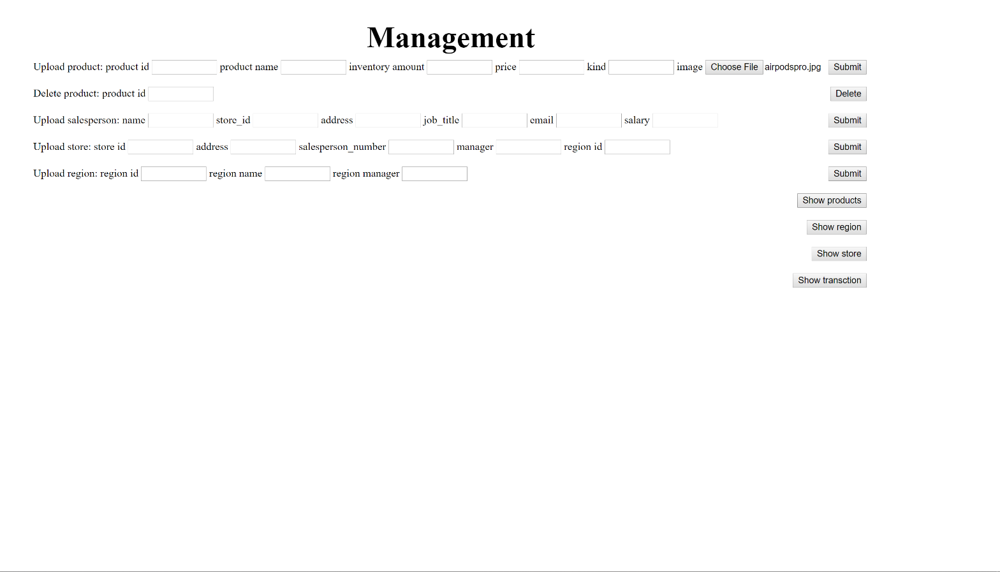 Management
Upload product: product id product name inventory amount price kind image Choose File airpodspro.jpg Submit
Delete product: product id Delete
Upload salesperson: name store_id address job_title email salary Submit
Upload store: store id address salesperson_number manager region id Submit
Upload region: region id region name region manager Submit
Show products
Show region
Show store
Show transction